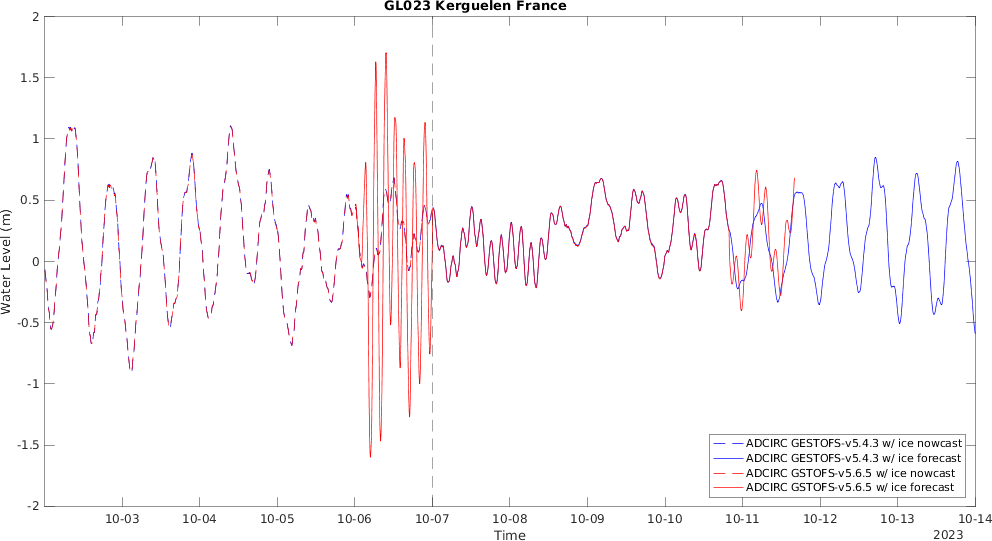 GL023 Kerguelen France
2
1.5
1
0.5
0
-0.5
-1
-1.5
-2
Water Level (m)
ADCIRC GESTOFS-v5.4.3 w/ ice nowcast
ADCIRC GESTOFS-v5.4.3 w/ ice forecast
ADCIRC GSTOFS-v5.6.5 w/ ice nowcast
ADCIRC GSTOFS-v5.6.5 w/ ice forecast
10-03 10-04 10-05 10-06 10-07 10-08 10-09 10-10 10-11 10-12 10-13 10-14
Time
2023